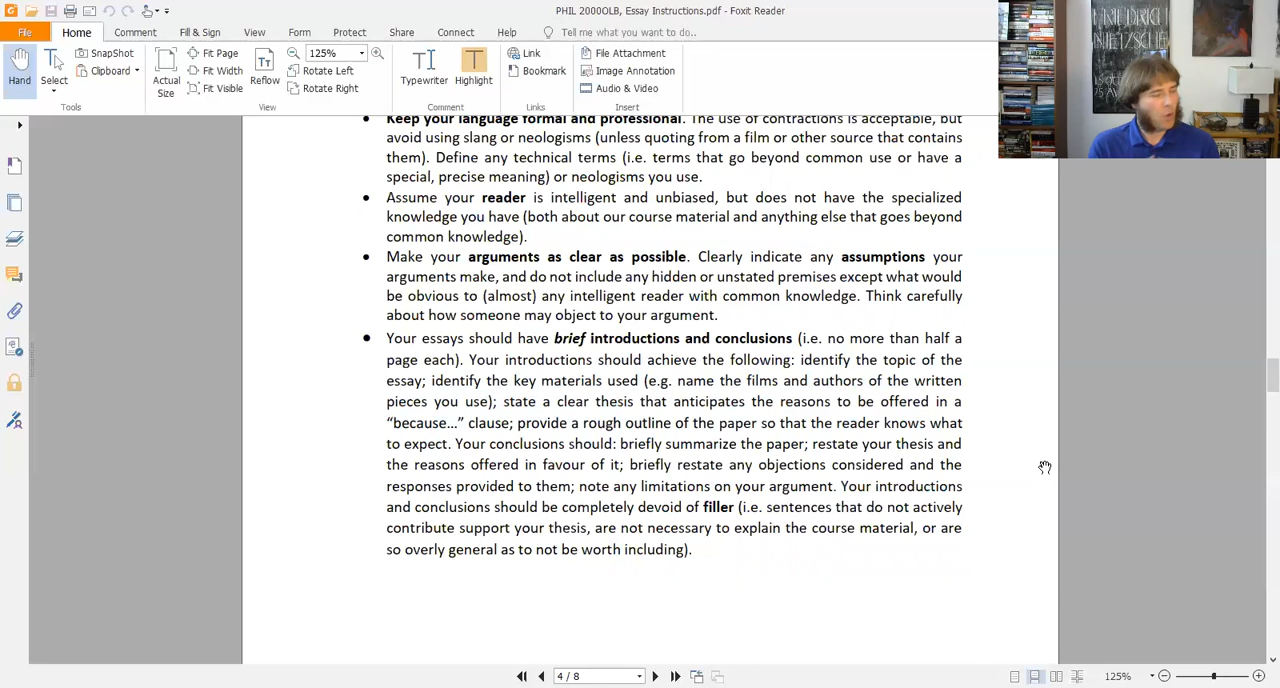 PHIL 2000OLB, Essay Instructions.pdf - Foxit Reader
File Home Comment Fill & Sign View Form Protect Share Connect Help Tell me what you want to do..
Hand
Select
SnapShot
Clipboard
Tools
Actual
Size
Fit Page
Fit Width
Fit Visible
Reflow
125%
Rotate Left
Rotate Right
View
Typewriter
Highlight
Comment
Link
Bookmark
Links
File Attachment
Image Annotation
Audio & Video
Insert
NIETZSCHE
Keep your language formal and professional. The use of contractions is acceptable, but
avoid using slang or neologisms (unless quoting from a film or other source that contains
them). Define any technical terms (i.e. terms that go beyond common use or have a
special, precise meaning) or neologisms you use.
• Assume your reader is intelligent and unbiased, but does not have the specialized
knowledge you have (both about our course material and anything else that goes beyond
common knowledge).
• Make your arguments as clear as possible. Clearly indicate any assumptions your
arguments make, and do not include any hidden or unstated premises except what would
be obvious to (almost) any intelligent reader with common knowledge. Think carefully
about how someone may object to your argument.
• Your essays should have brief introductions and conclusions (i.e. no more than half a
page each). Your introductions should achieve the following: identify the topic of the
essay; identify the key materials used (e.g. name the films and authors of the written
pieces you use); state a clear thesis that anticipates the reasons to be offered in a
“because…” clause; provide a rough outline of the paper so that the reader knows what
to expect. Your conclusions should: briefly summarize the paper; restate your thesis and
the reasons offered in favour of it; briefly restate any objections considered and the
responses provided to them; note any limitations on your argument. Your introductions
and conclusions should be completely devoid of filler (i.e. sentences that do not actively
contribute support your thesis, are not necessary to explain the course material, or are
so overly general as to not be worth including).
4 / 8
125%